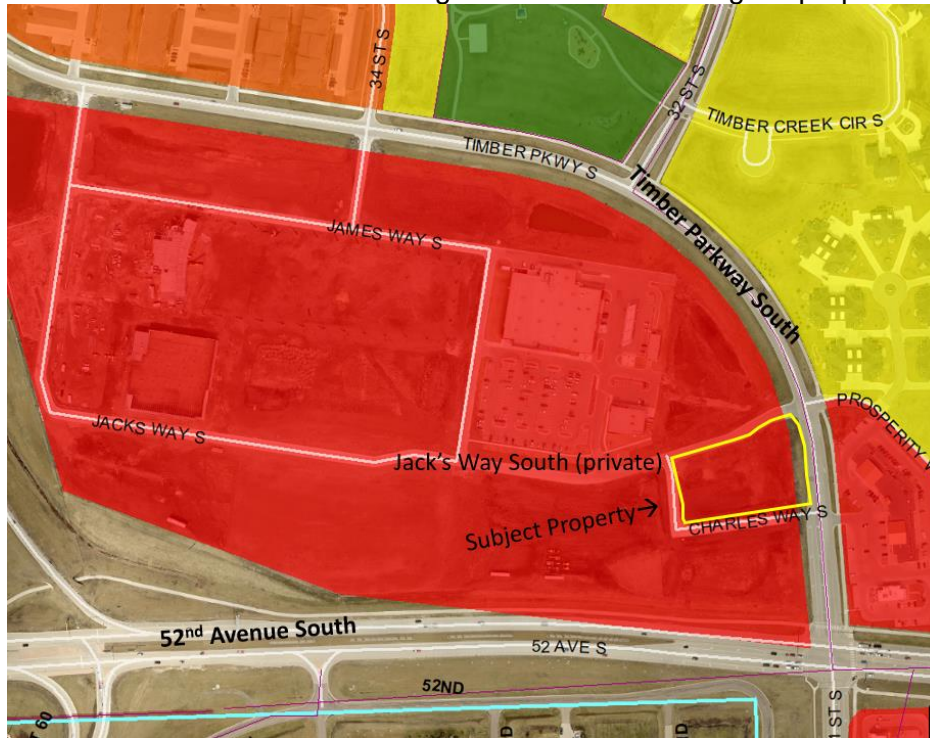 34 ST S
32 ST S
TIMBER CREEK CIR S
TIMBER PKWY S
Timber Parkway South
JAMES WAY S
PROSPERITY
JACKS WAY S
Jack's Way South (private)
Subject Property→
CHARLES WAY S
52nd Avenue South
52 AVE S
52ND